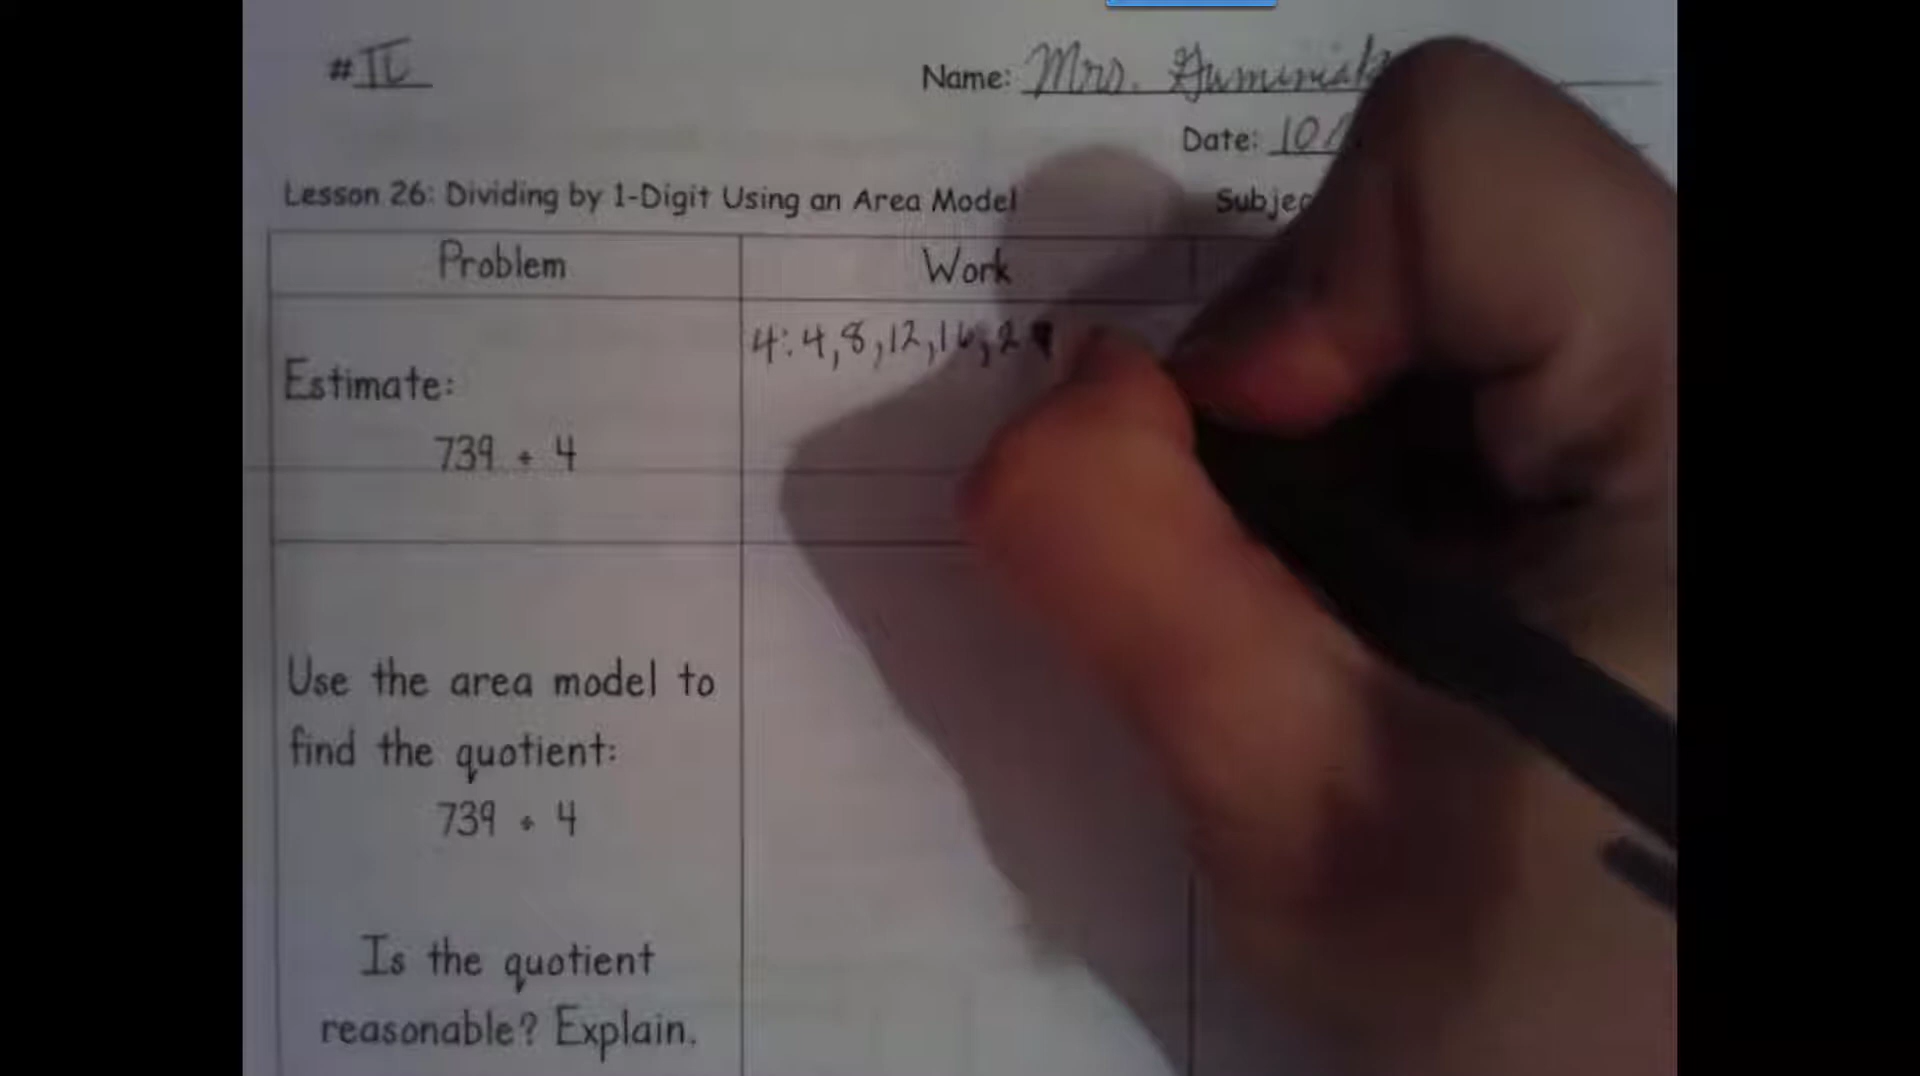 #π
Name: Mrs.
Date: 10/
Lesson 26: Dividing by 1-Digit Using an Area Model
Problem
Work
Estimate:
739 ÷ 4
4: 4, 8, 12, 16, 2
Use the area model to
find the quotient:
739 ÷ 4
Is the quotient
reasonable? Explain.